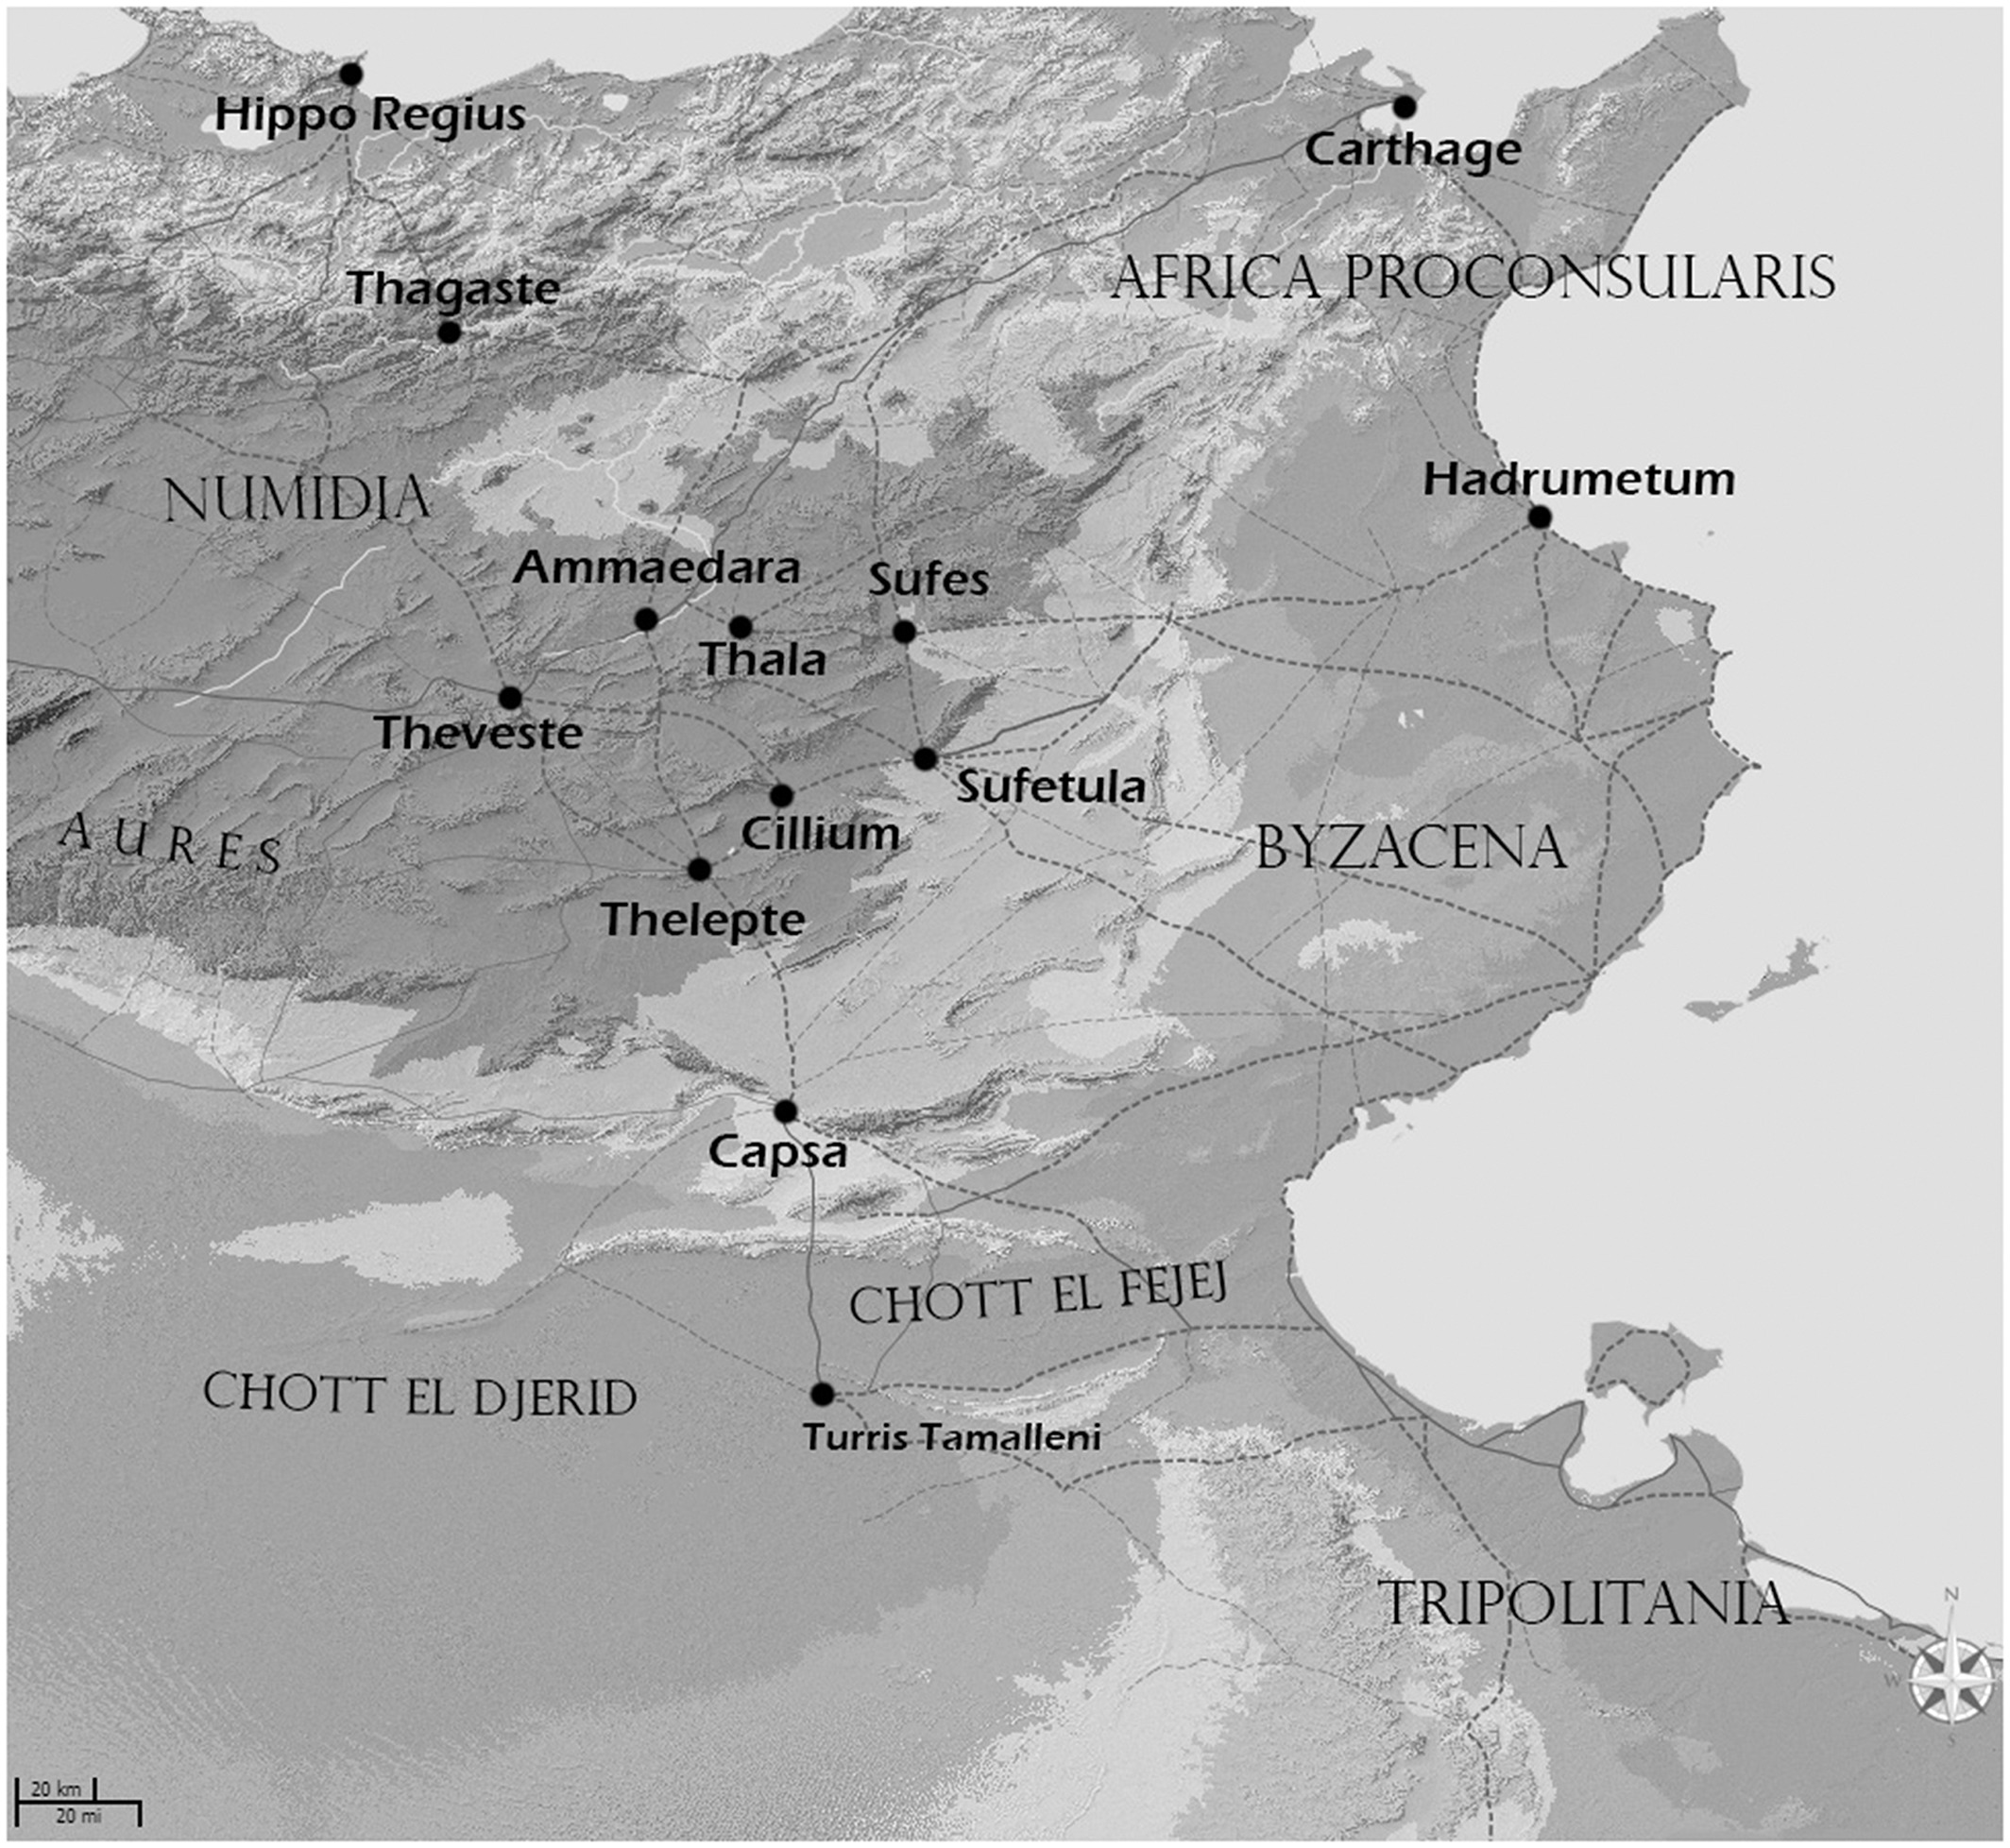 Hippo Regius
Carthage
AFRICA PROCONSULARIS
Thagaste
NUMIDIA
Hadrumetum
Ammaedara
Sufes
Thala
Theveste
Sufetula
Cillium
AURES
BYZACENA
Thelepte
Capsa
CHOTT EL FEJEJ
CHOTT EL DJERID
Turris Tamalleni
TRIPOLITANIA
N
W
S
20 km
20 mi